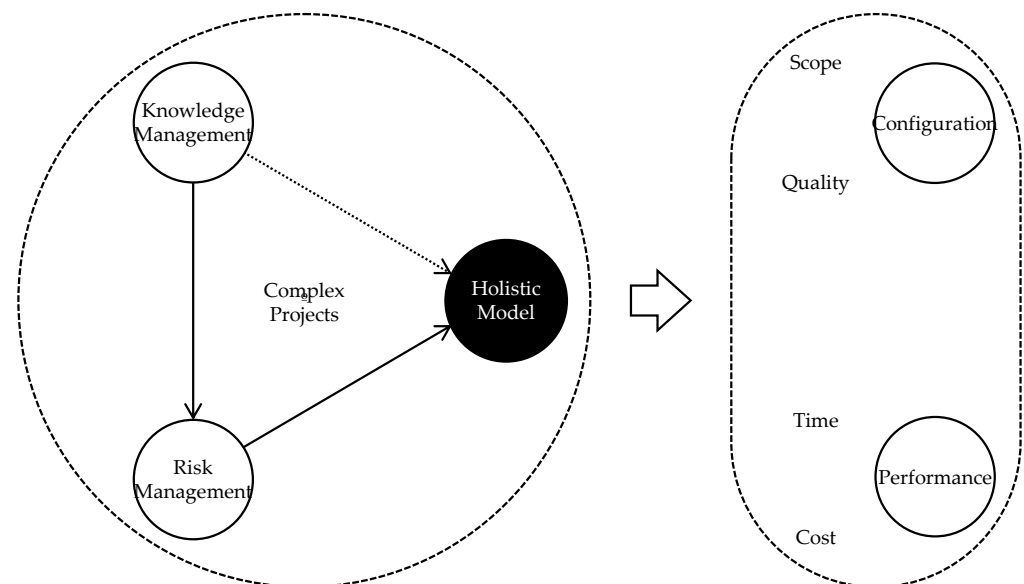 Knowledge
Management
Complex
Projects
Risk
Management
Holistic
Model
Scope
Configuration
Quality
Time
Performance
Cost